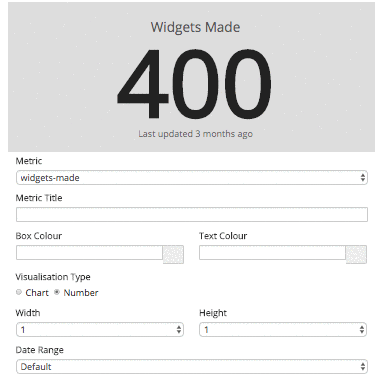 Widgets Made
400
Last updated 3 months ago
Metric
widgets-made
Metric Title
Box Colour Text Colour
Visualisation Type
Chart Number
Width Height
1 1
Date Range
Default